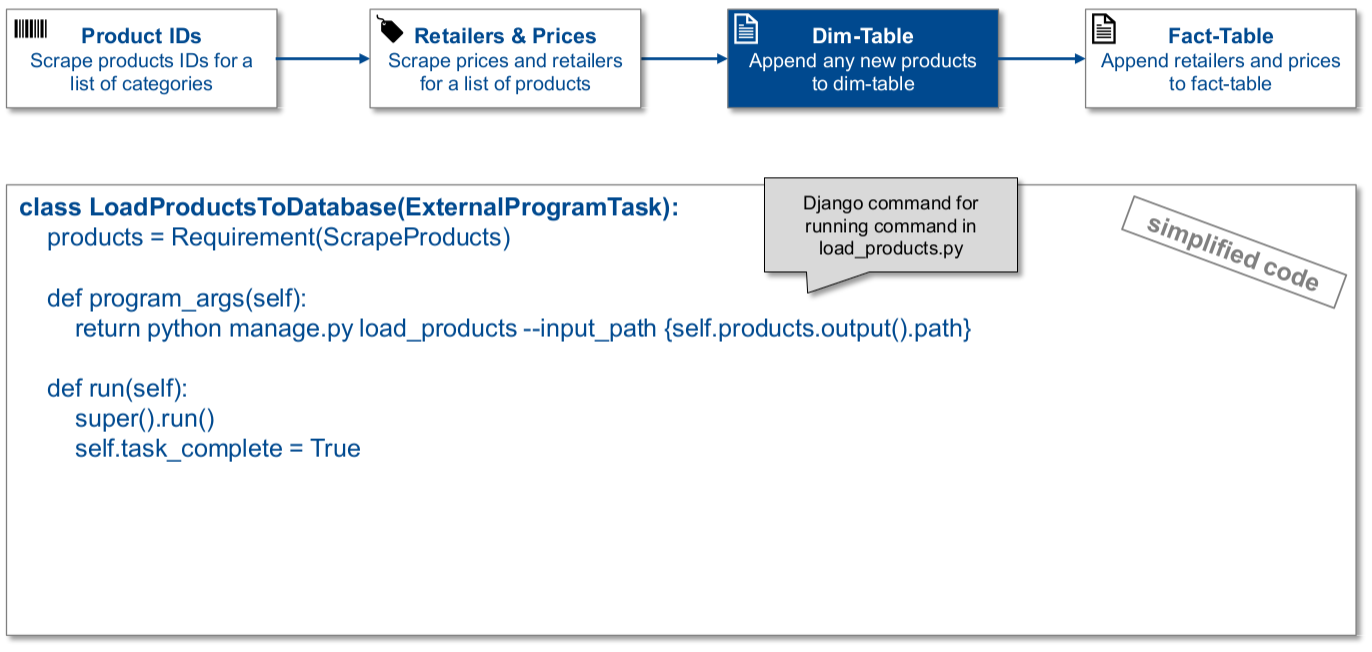 Product IDs
Scrape products IDs for a
list of categories
Retailers & Prices
Scrape prices and retailers
for a list of products
Dim-Table
Append any new products
to dim-table
Fact-Table
Append retailers and prices
to fact-table
class LoadProductsToDatabase(ExternalProgramTask):
products = Requirement(ScrapeProducts)
Django command for
running command in
load_products.py
simplified code
def program_args(self):
return python manage.py load_products --input_path {self.products.output().path}
def run(self):
super().run()
self.task_complete = True